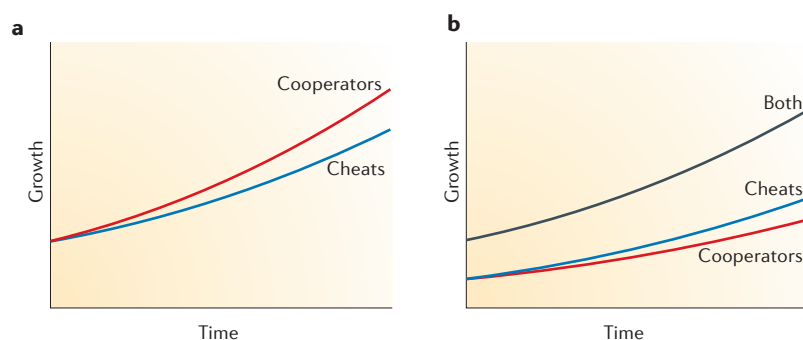 a
Cooperators
Cheats
Growth
Time
b
Both
Cheats
Cooperators
Growth
Time